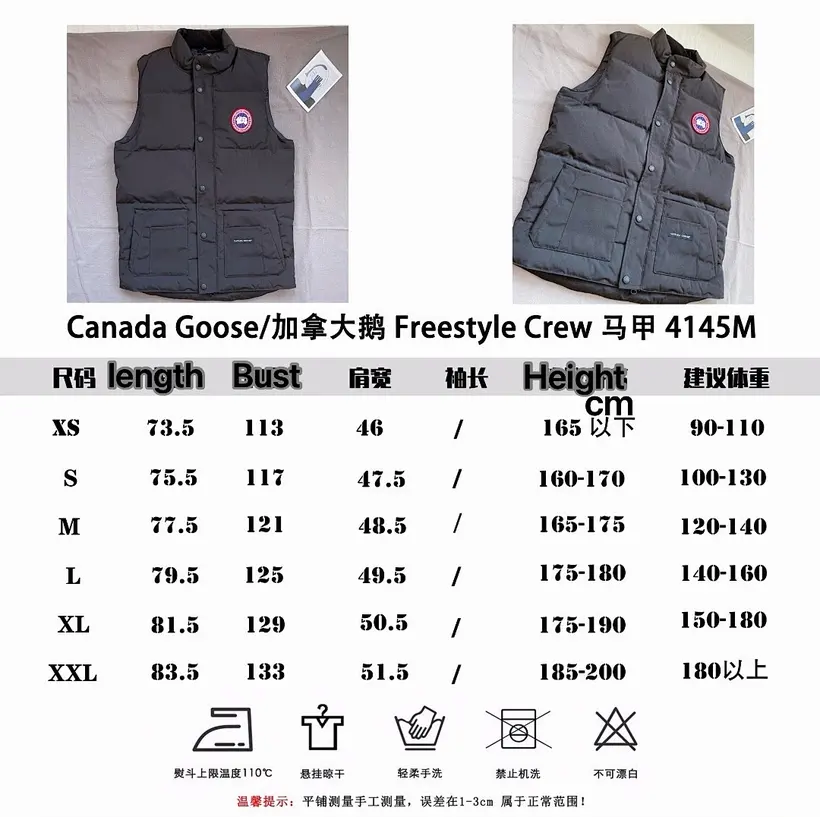 Canada Goose/加拿大鹅 Freestyle Crew 马甲 4145M
尺码 length Bust 肩宽 袖长 Height cm 建议体重
XS 73.5 113 46 / 165 以下 90-110
S 75.5 117 47.5 / 160-170 100-130
M 77.5 121 48.5 / 165-175 120-140
L 79.5 125 49.5 / 175-180 140-160
XL 81.5 129 50.5 / 175-190 150-180
XXL 83.5 133 51.5 / 185-200 180以上
熨斗上限温度110℃ 悬挂晾干 轻柔手洗 禁止机洗 不可漂白
温馨提示：平铺测量手工测量，误差在1-3cm 属于正常范围！